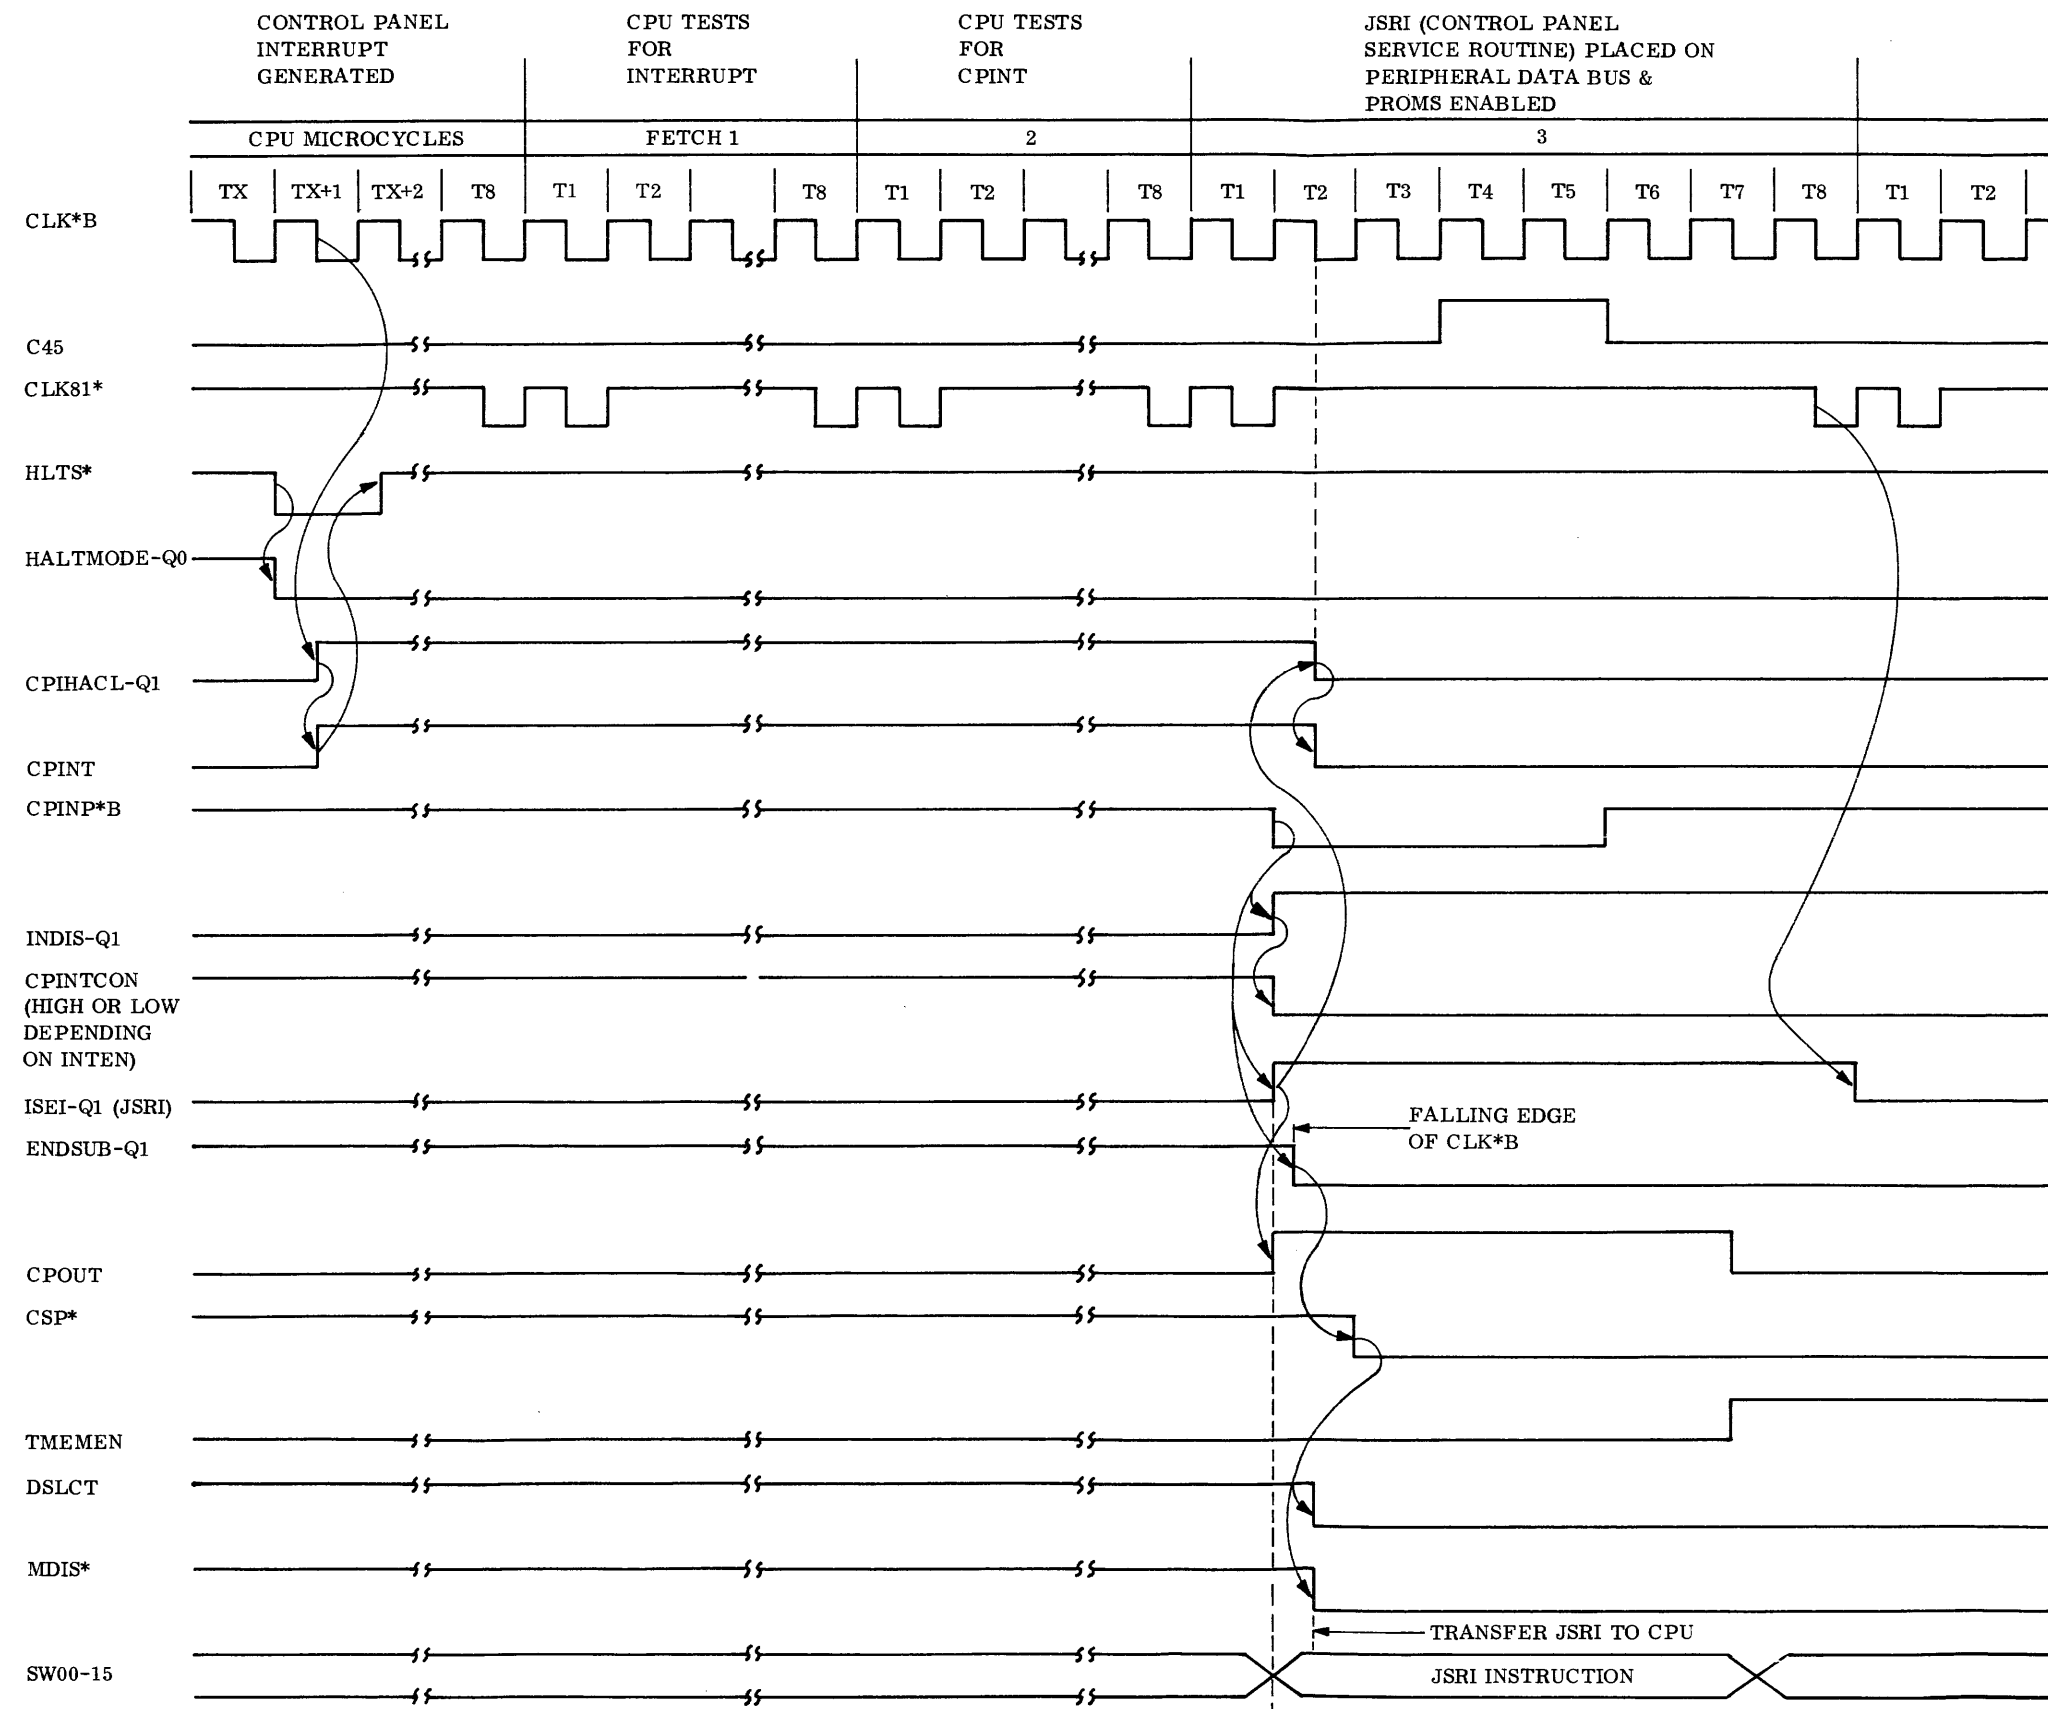 CONTROL PANEL
INTERRUPT
GENERATED
CPU TESTS
FOR
INTERRUPT
CPU TESTS
FOR
CPINT
JSRI (CONTROL PANEL
SERVICE ROUTINE) PLACED ON
PERIPHERAL DATA BUS &
PROMS ENABLED
CPU MICROCYCLES
FETCH 1
2
3
TX
TX+1
TX+2
T8
T1
T2
T8
T1
T2
T8
T1
T2
T3
T4
T5
T6
T7
T8
T1
T2
CLK*B
C45
CLK81*
HLTS*
HALTMODE-Q0
CPIHACL-Q1
CPINT
CPINP*B
INDIS-Q1
CPINTCON
(HIGH OR LOW
DEPENDING
ON INTEN)
ISEI-Q1 (JSRI)
FALLING EDGE
OF CLK*B
ENDSUB-Q1
CPOUT
CSP*
TMEMEN
DSLCT
MDIS*
TRANSFER JSRI TO CPU
SW00-15
JSRI INSTRUCTION